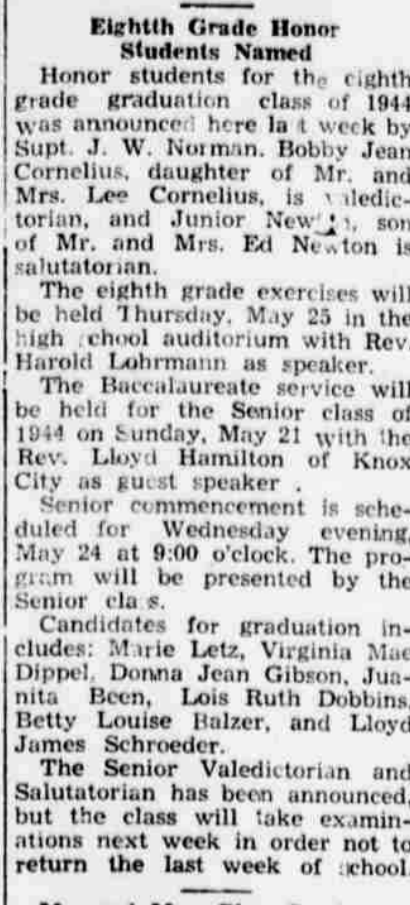 Eightth Grade Honor
Students Named
Honor students for the eighth
grade graduation class of 1944
was announced here last week by
Supt. J. W. Norman. Bobby Jean
Cornelius, daughter of Mr. and
Mrs. Lee Cornelius, is valedic-
torian, and Junior Newton, son
of Mr. and Mrs. Ed Newton is
salutatorian.
The eighth grade exercises will
be held Thursday, May 25 in the
high school auditorium with Rev.
Harold Lohrmann as speaker.
The Baccalaureate service will
be held for the Senior class of
1944 on Sunday, May 21 with the
Rev. Lloyd Hamilton of Knox
City as guest speaker .
Senior commencement is sche-
duled for Wednesday evening,
May 24 at 9:00 o'clock. The pro-
gram will be presented by the
Senior class.
Candidates for graduation in-
cludes: Marie Letz, Virginia Mae
Dippel, Donna Jean Gibson, Jua-
nita Been, Lois Ruth Dobbins,
Betty Louise Balzer, and Lloyd
James Schroeder.
The Senior Valedictorian and
Salutatorian has been announced,
but the class will take examin-
ations next week in order not to
return the last week of school.